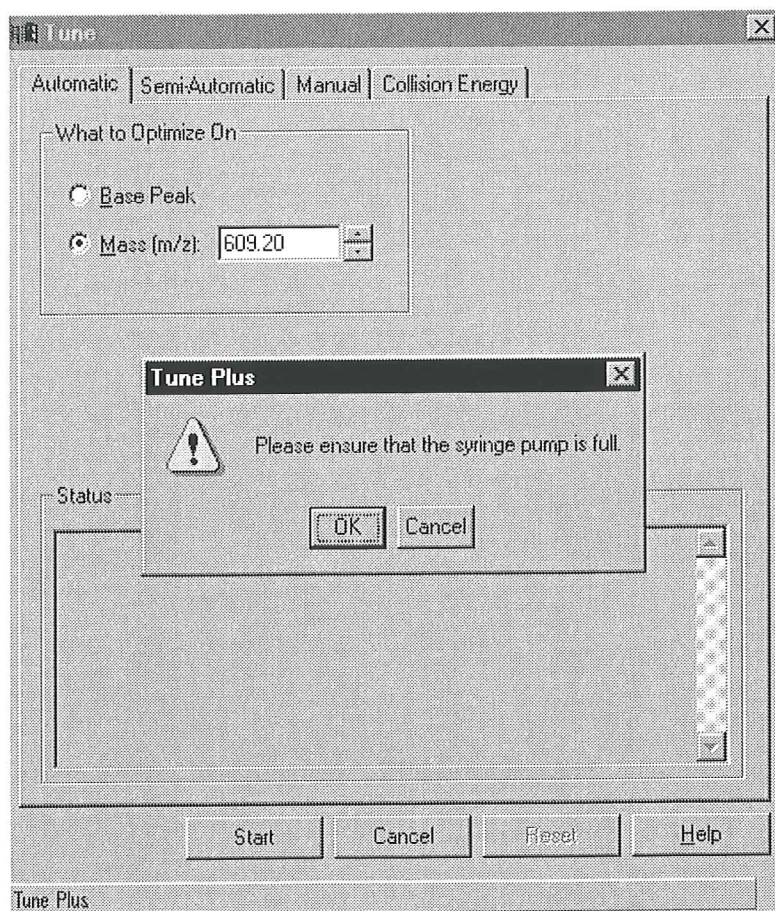 Tune
Automatic Semi-Automatic Manual Collision Energy
What to Optimize On
Base Peak
Mass (m/z): 609.20
Tune Plus
Please ensure that the syringe pump is full.
OK Cancel
Status
Start Cancel Reset Help
Tune Plus